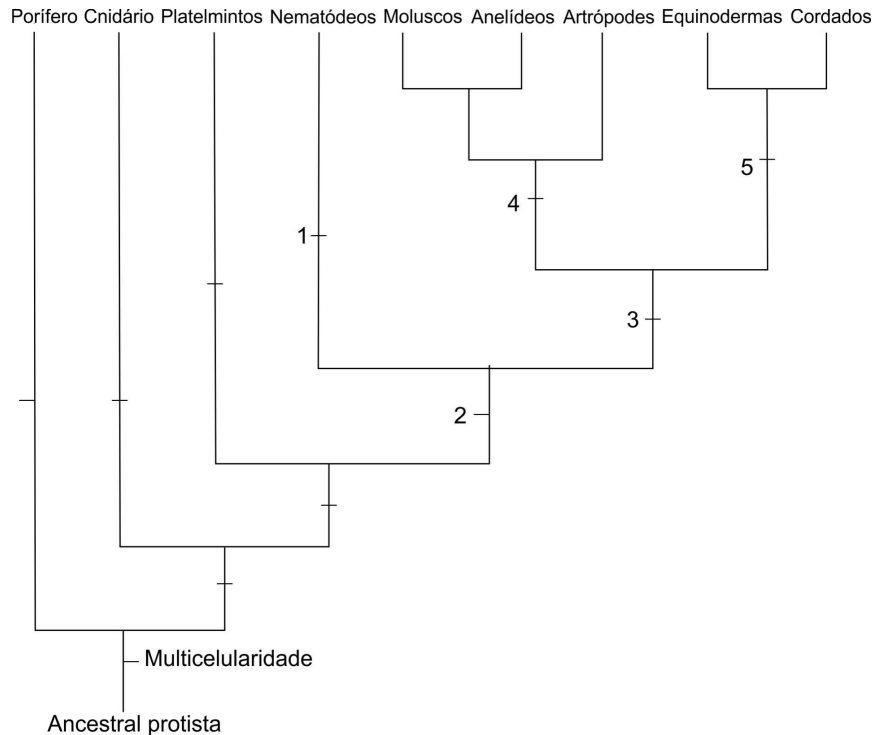 Porífero Cnidário Platelmintos Nematódeos Moluscos Anelídeos Artrópodes Equinodermas Cordados
5
4
1
3
2
Multicelularidade
Ancestral protista